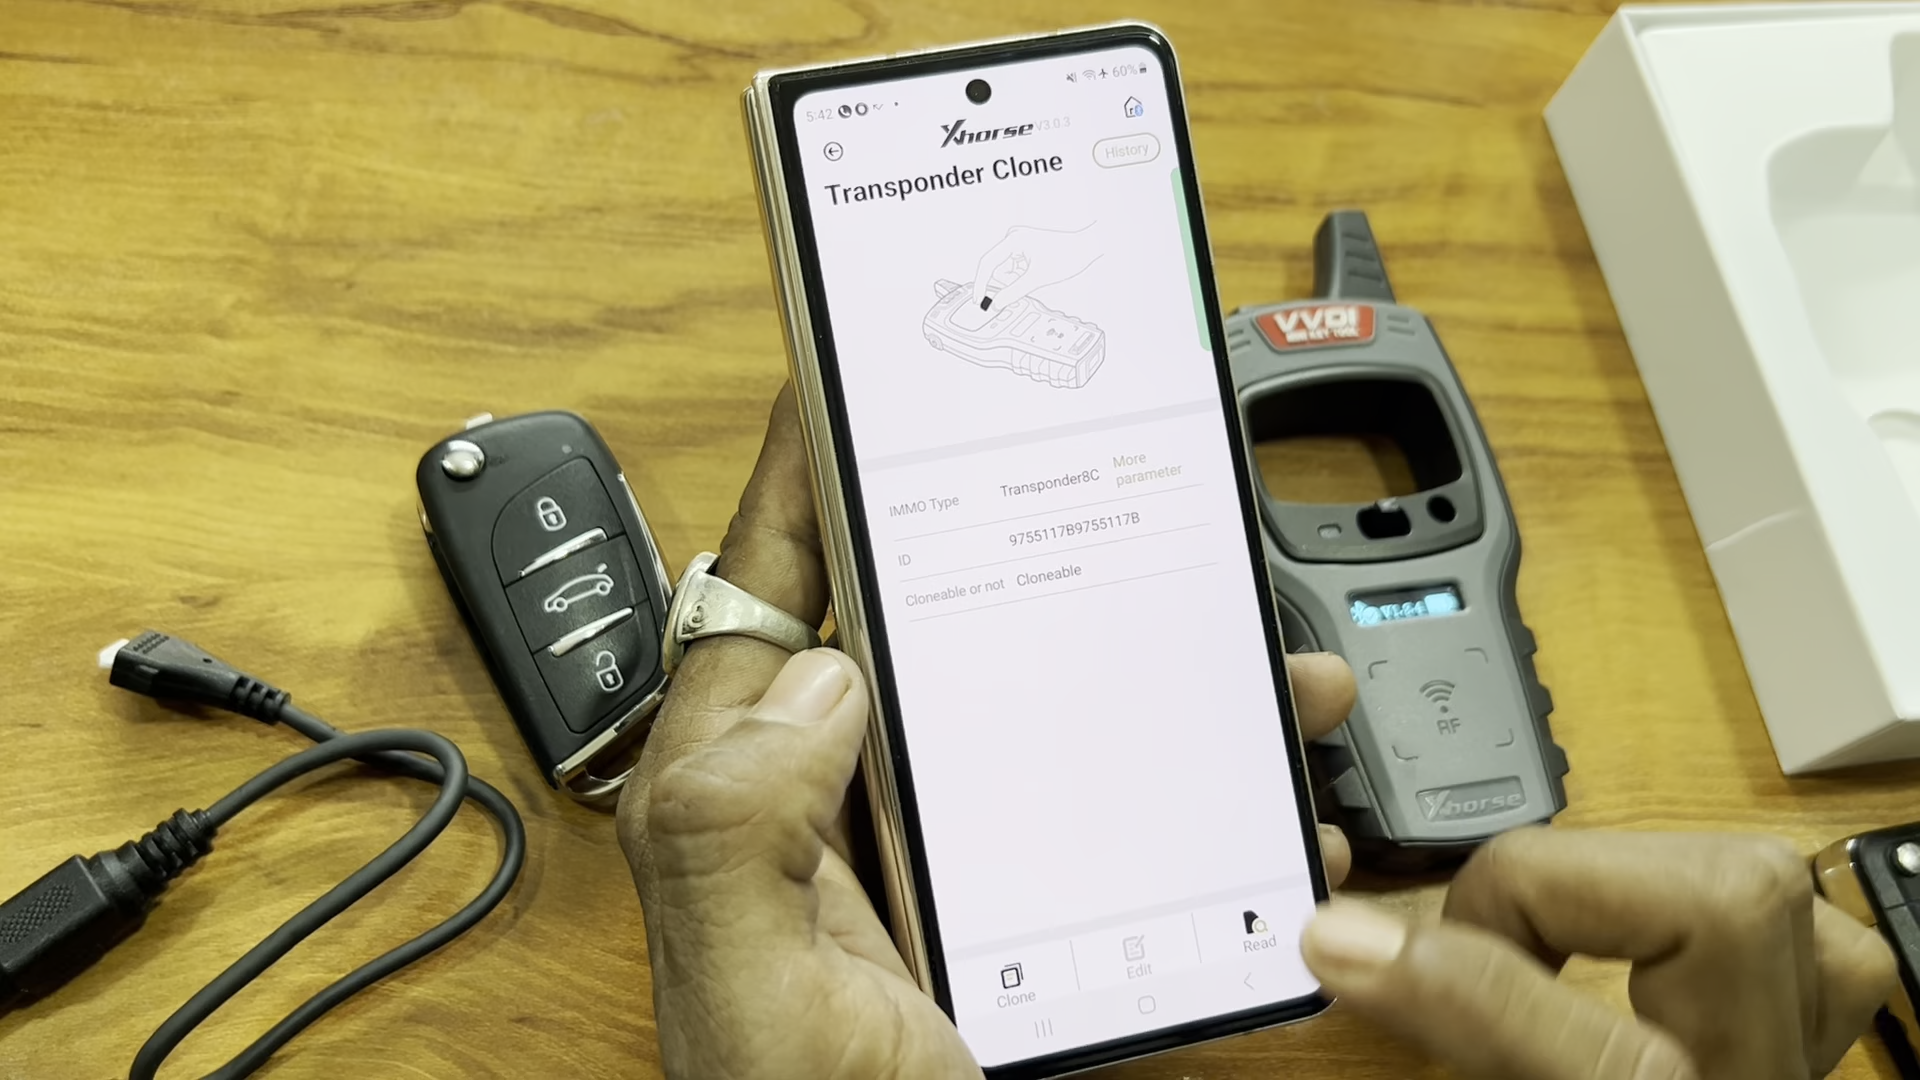 5:42
60%
Xhorse V3.0.3
History
Transponder Clone
IMMO Type Transponder8C More parameter
ID 9755117B9755117B
Cloneable or not Cloneable
Clone
Edit
Read
VVDI
KEY TOOL
RF
Xhorse